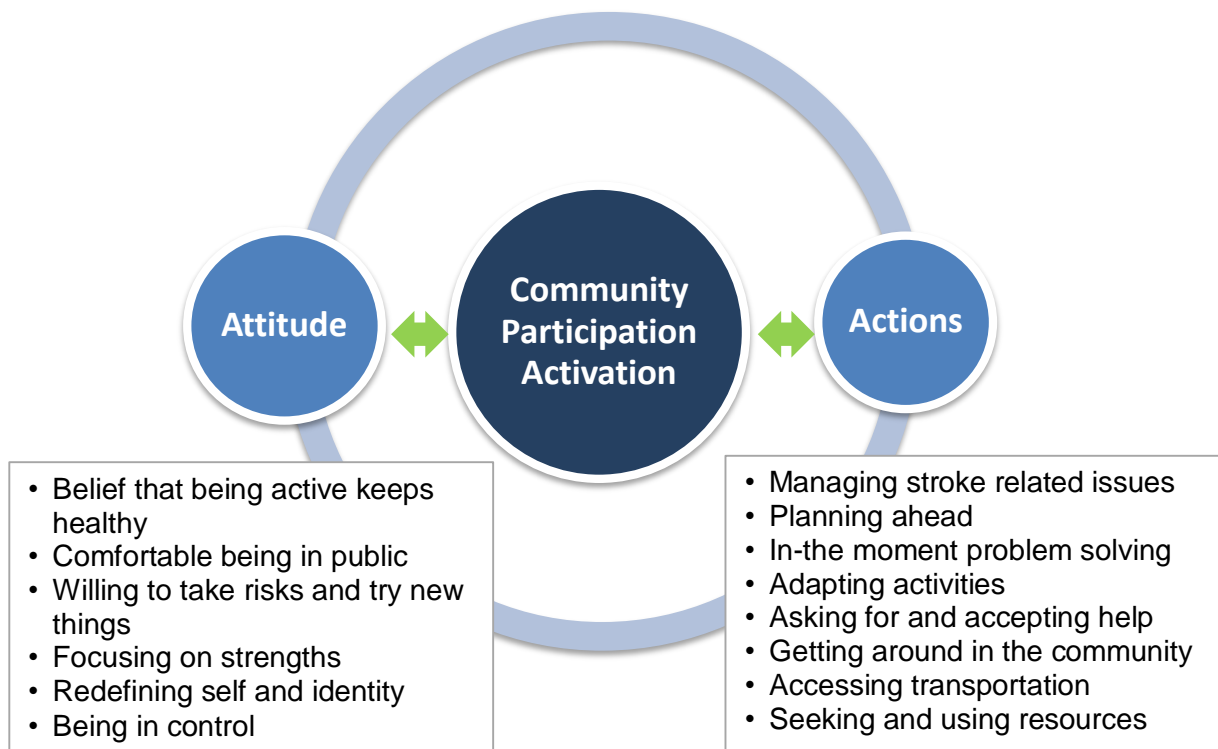 Attitude
Community
Participation
Activation
Actions
• Belief that being active keeps
healthy
• Comfortable being in public
• Willing to take risks and try new
things
• Focusing on strengths
• Redefining self and identity
• Being in control
• Managing stroke related issues
• Planning ahead
• In-the moment problem solving
• Adapting activities
• Asking for and accepting help
• Getting around in the community
• Accessing transportation
• Seeking and using resources